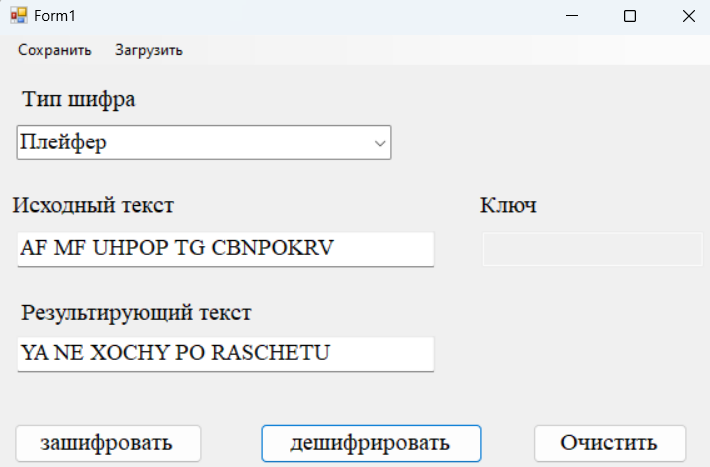 Form1
Сохранить Загрузить
Тип шифра
Плейфер
Исходный текст Ключ
AF MF UHPOP TG CBNPOKRV
Результирующий текст
YA NE XOCHY PO RASCHETU
зашифровать дешифрировать Очистить